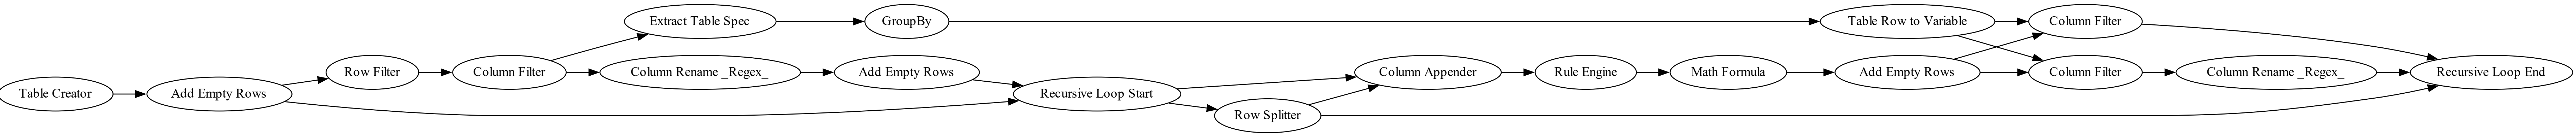 Extract Table Spec
GroupBy
Table Row to Variable
Column Filter
Row Filter
Column Filter
Column Rename _Regex_
Add Empty Rows
Column Appender
Rule Engine
Math Formula
Add Empty Rows
Column Filter
Column Rename _Regex_
Recursive Loop End
Table Creator
Add Empty Rows
Recursive Loop Start
Row Splitter